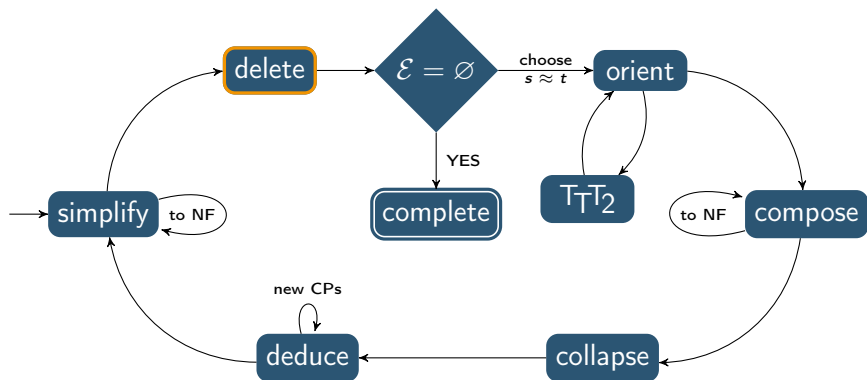 delete
ℰ = ∅
choose
s ≈ t
orient
YES
simplify
to NF
complete
TTT2
to NF
compose
new CPs
deduce
collapse